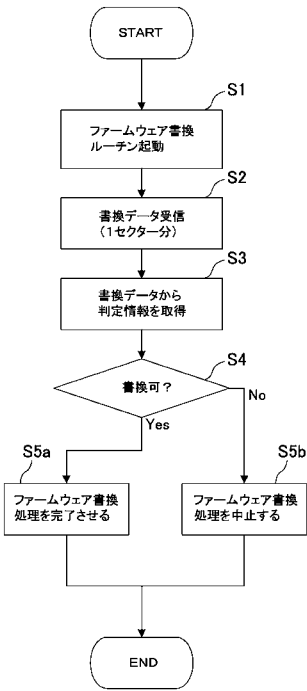 START
S1
ファームウェア書換
ルーチン起動
S2
書換データ受信
(1セクター分)
S3
書換データから
判定情報を取得
S4
書換可?
No
Yes
S5a
ファームウェア書換
処理を完了させる
S5b
ファームウェア書換
処理を中止する
END